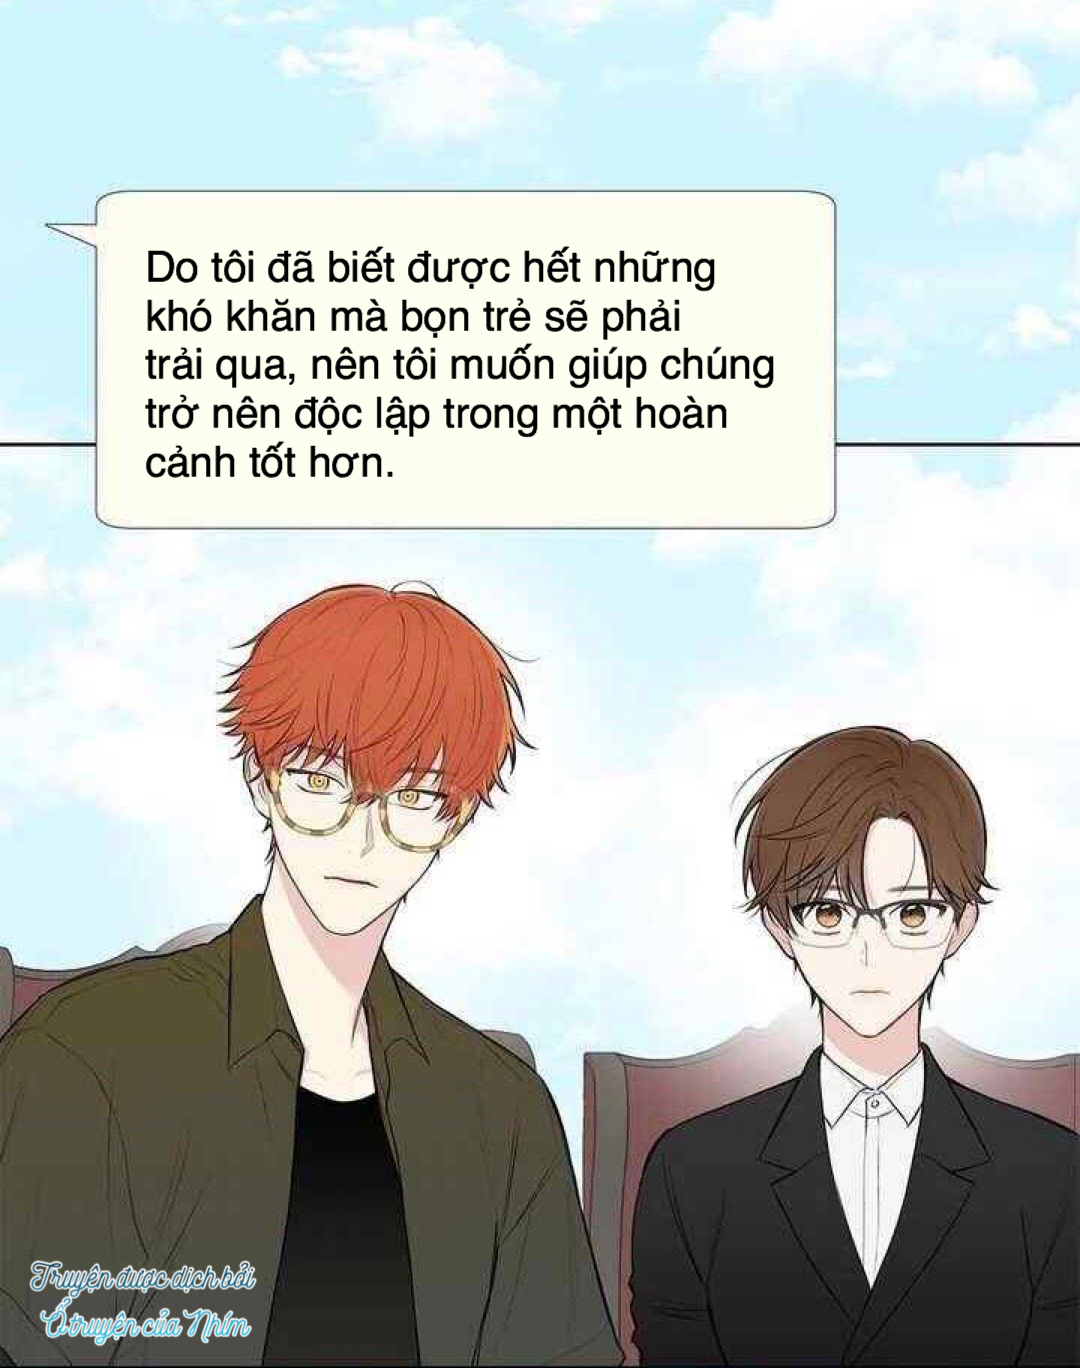 Do tôi đã biết được hết những
khó khăn mà bọn trẻ sẽ phải
trải qua, nên tôi muốn giúp chúng
trở nên độc lập trong một hoàn
cảnh tốt hơn.
Truyện được dịch bởi
Ổ truyện của Nhím